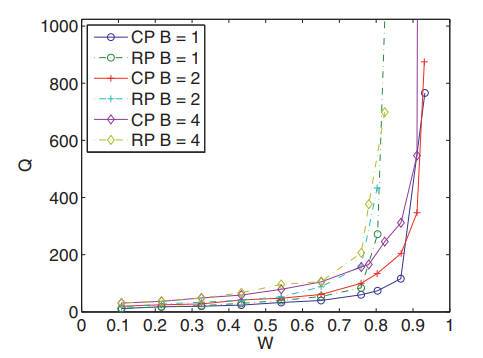 1000
800
600
400
200
0
Q
CP B = 1
RP B = 1
CP B = 2
RP B = 2
CP B = 4
RP B = 4
0 0.1 0.2 0.3 0.4 0.5 0.6 0.7 0.8 0.9 1
W